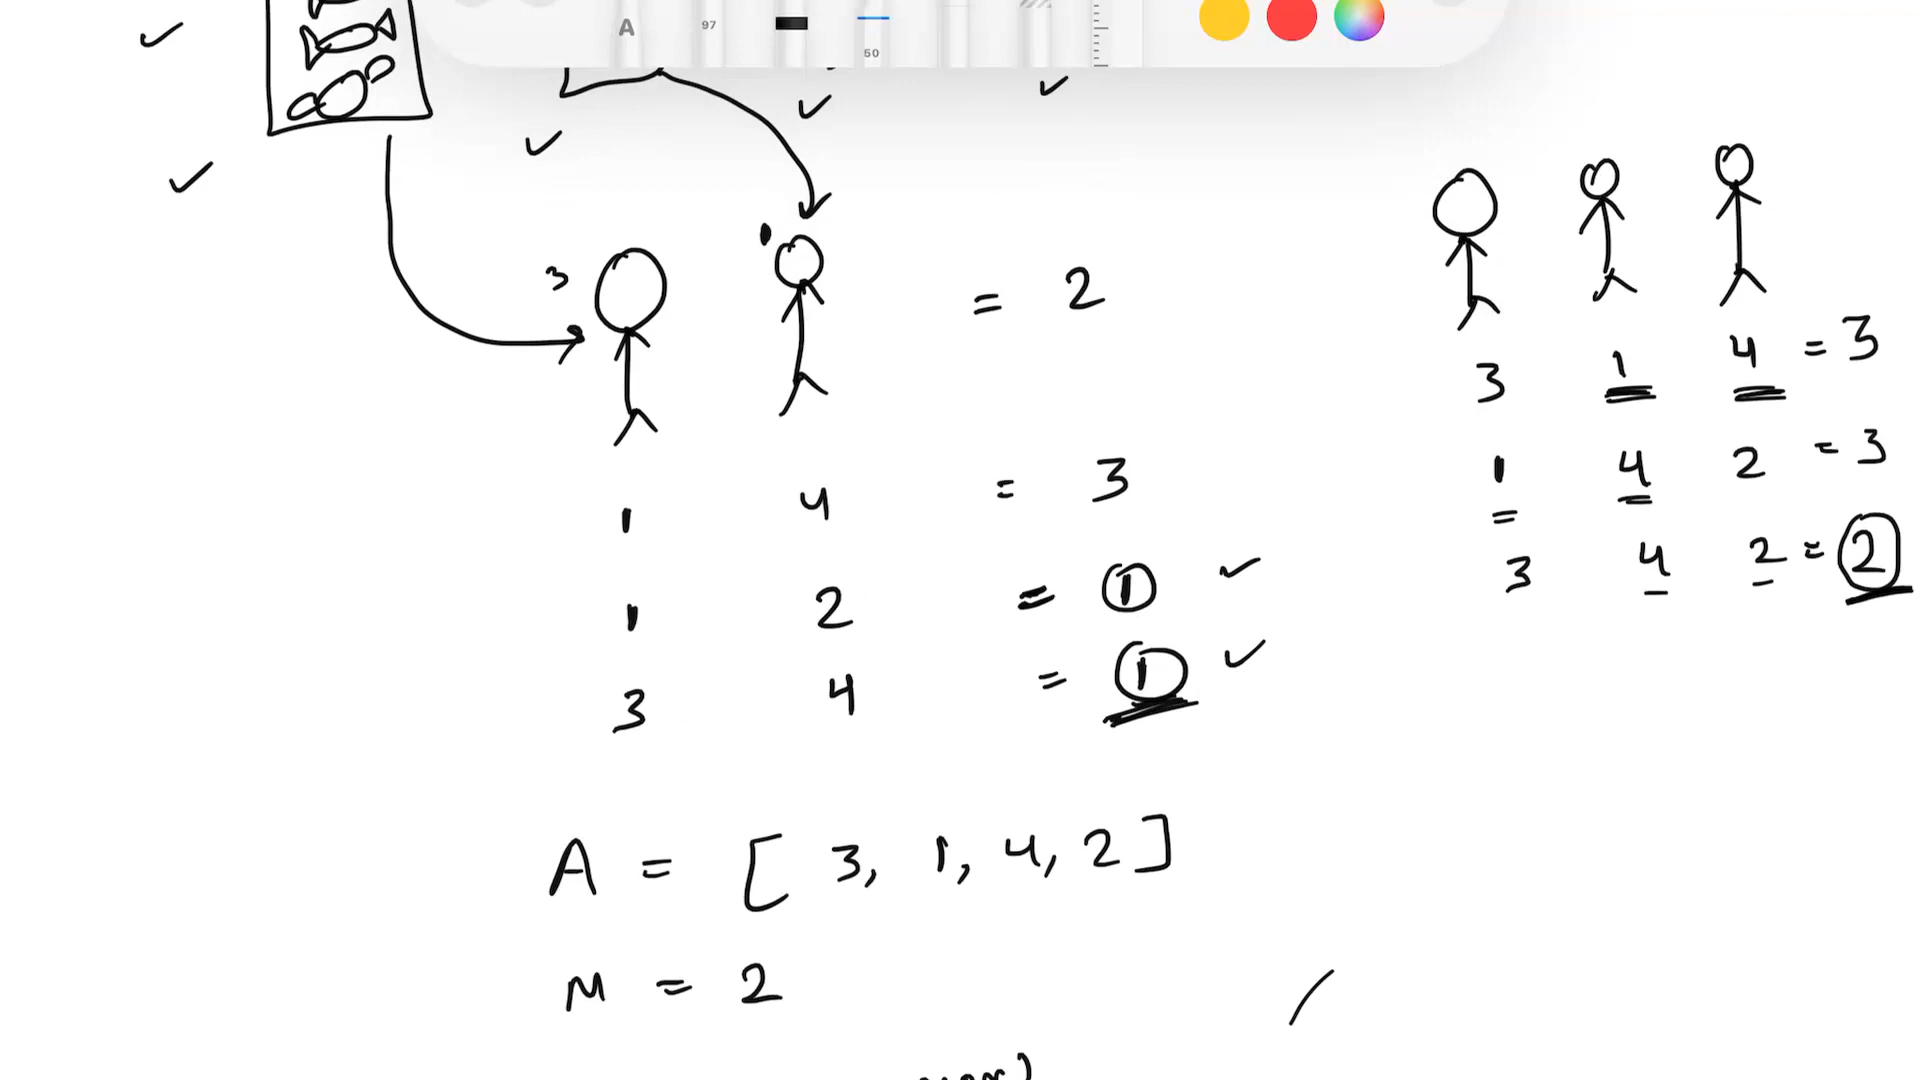 A 97 50
3 1 = 2
3 1 4 = 3
1 4 = 3
1 4 2 = 3
1 2 = 1
3 4 2 = 2
3 4 = 1
A = [ 3, 1, 4, 2 ]
M = 2